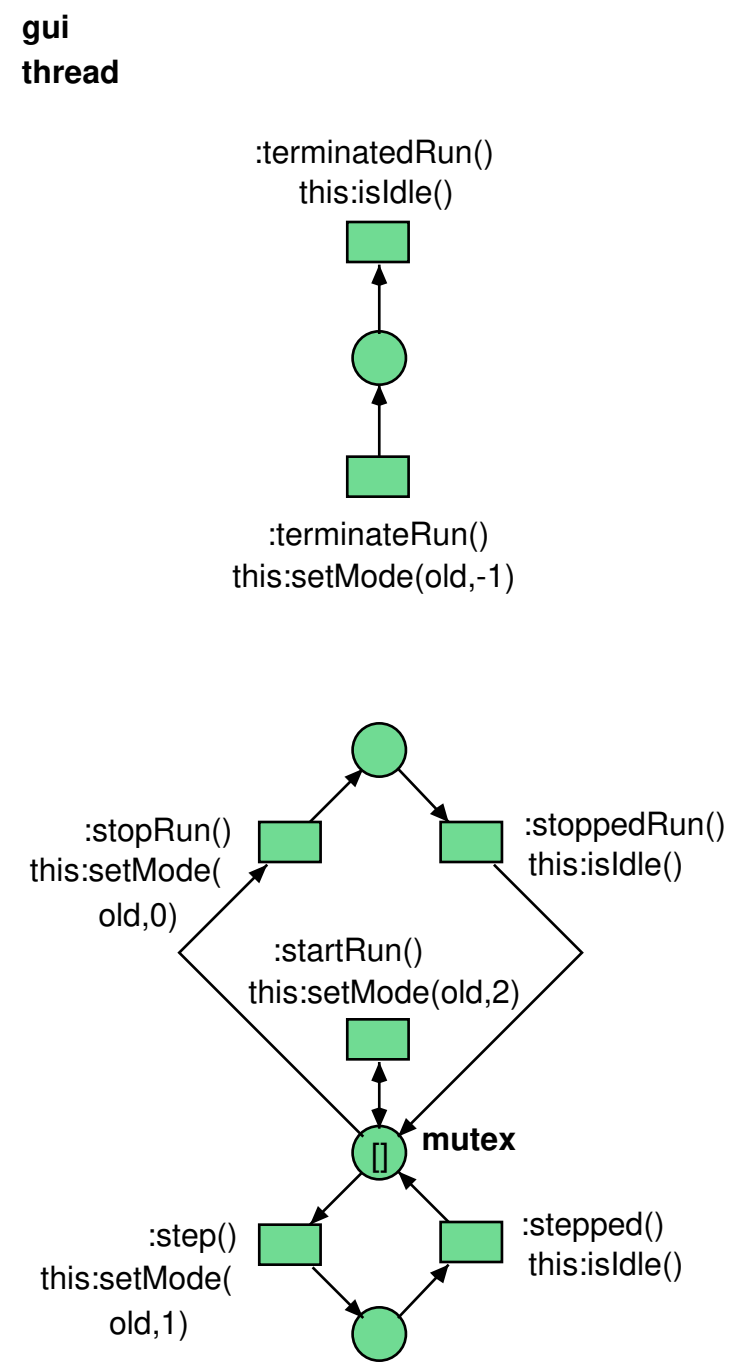 gui
thread
:terminatedRun()
this:isIdle()
:terminateRun()
this:setMode(old,-1)
:stopRun()
this:setMode(
old,0)
:stoppedRun()
this:isIdle()
:startRun()
this:setMode(old,2)
[]
mutex
:step()
this:setMode(
old,1)
:stepped()
this:isIdle()